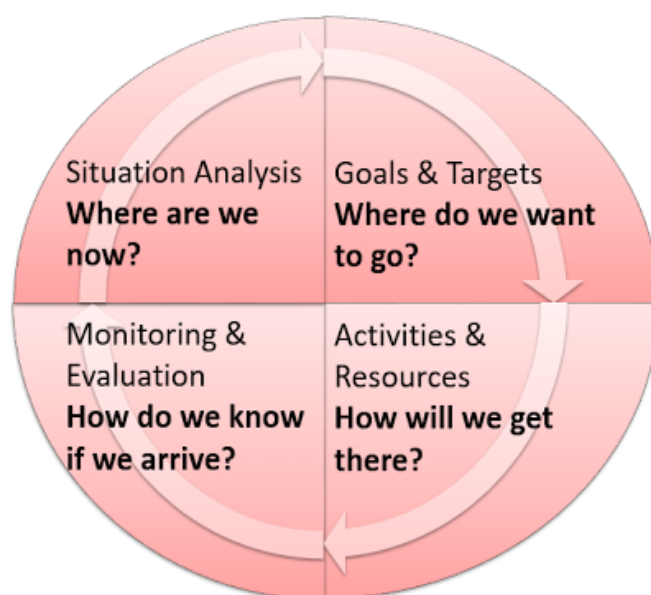 Situation Analysis
Where are we
now?
Goals & Targets
Where do we want
to go?
Monitoring &
Evaluation
How do we know
if we arrive?
Activities &
Resources
How will we get
there?